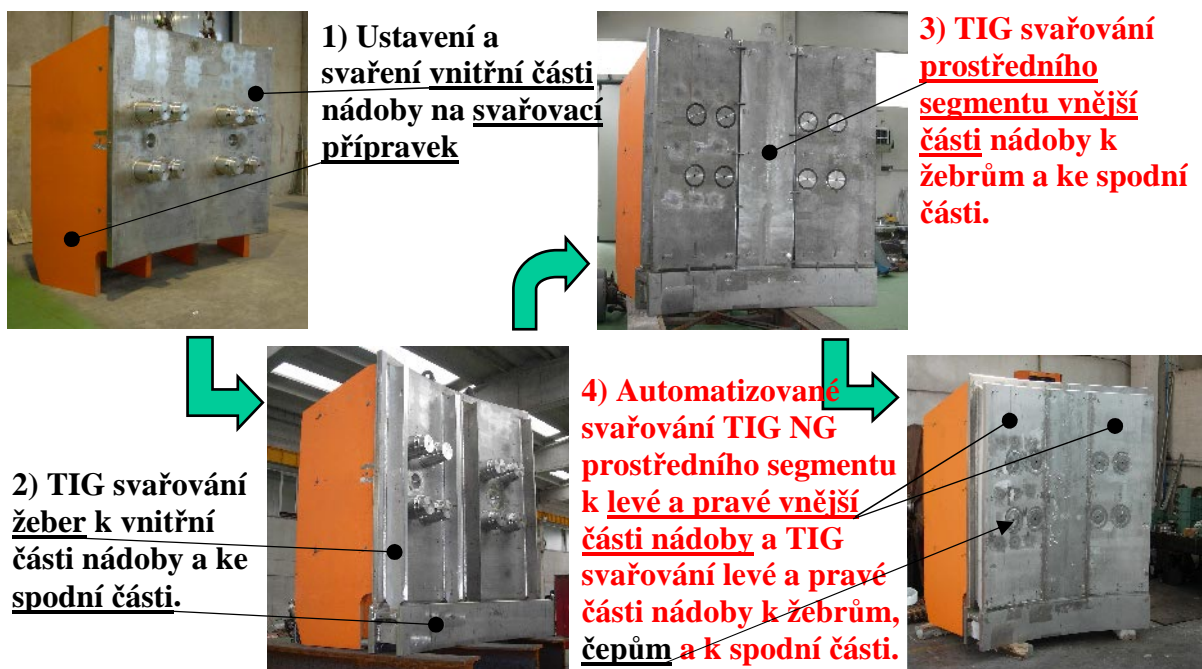 1) Ustavení a
svaření vnitřní části
nádoby na svařovací
přípravek
2) TIG svařování
žeber k vnitřní
části nádoby a ke
spodní části.
3) TIG svařování
prostředního
segmentu vnější
části nádoby k
žebrům a ke spodní
části.
4) Automatizované
svařování TIG NG
prostředního segmentu
k levé a pravé vnější
části nádoby a TIG
svařování levé a pravé
části nádoby k žebrům,
čepům a k spodní části.